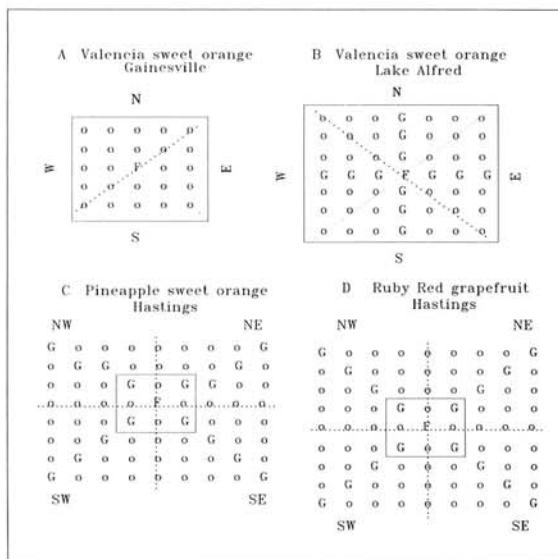 A Valencia sweet orange
Gainesville
N
W
o o o o o
o o o o o
o o F o o
o o o o o
o o o o o
E
S
B Valencia sweet orange
Lake Alfred
N
W
o o o G o o o
o o o G o o o
o o o G o o o
G G G F G G G
o o o G o o o
o o o G o o o
o o o G o o o
E
S
C Pineapple sweet orange
Hastings
NW NE
G o o o o o o o G
o G G o o o o G o
o o o G o G G o o
o o o o F o o o o
o o o G o G o o o
o o G o o o G o o
o G o o o o o G o
G o o o o o o o G
SW SE
D Ruby Red grapefruit
Hastings
NW NE
G o o o o o o o G
o G o o o o o G o
o o G o o o G o o
o o o G o G o o o
o o o o F o o o o
o o o G o G o o o
o o G o o o G o o
o G o o o o o G o
G o o o o o o o G
SW SE